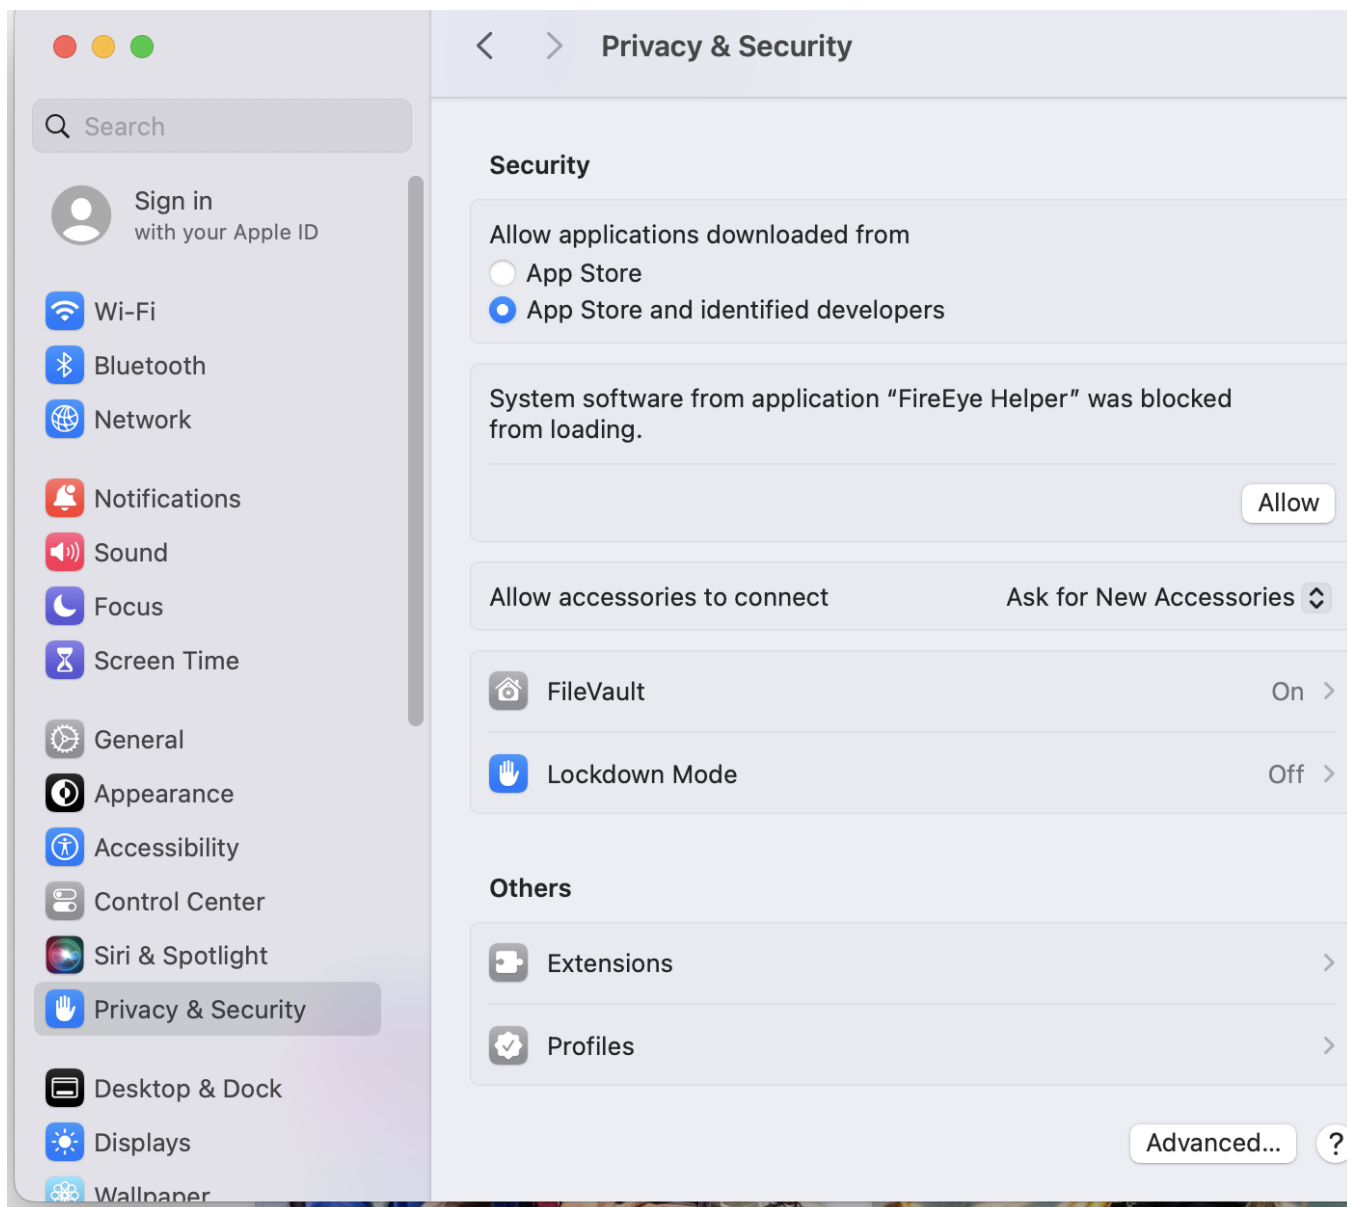 Privacy & Security
Search
Sign in
with your Apple ID
Wi-Fi
Bluetooth
Network
Notifications
Sound
Focus
Screen Time
General
Appearance
Accessibility
Control Center
Siri & Spotlight
Privacy & Security
Desktop & Dock
Displays
Wallpaper
Security
Allow applications downloaded from
App Store
App Store and identified developers
System software from application “FireEye Helper” was blocked
from loading.
Allow
Allow accessories to connect Ask for New Accessories
FileVault On
Lockdown Mode Off
Others
Extensions
Profiles
Advanced... ?